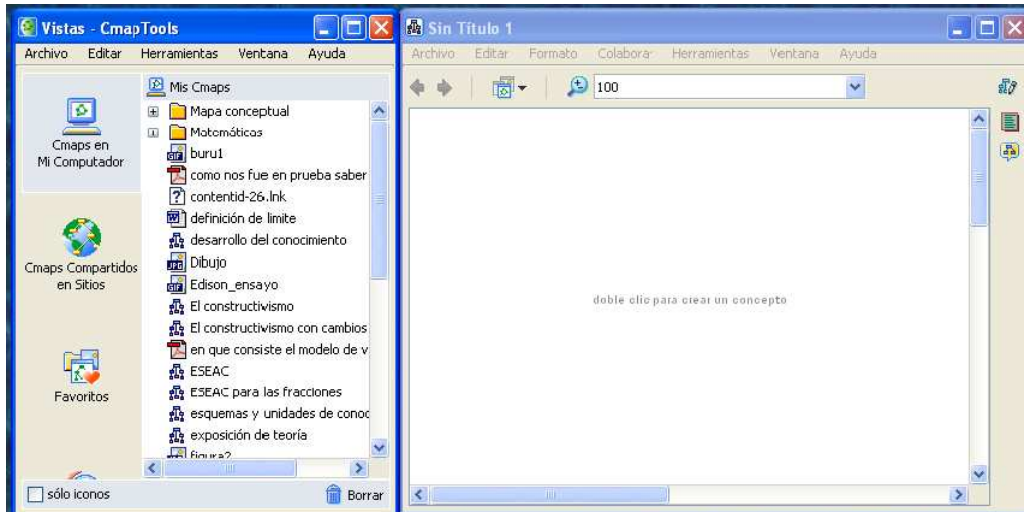 Vistas - CmapTools
Archivo Editar Herramientas Ventana Ayuda
Cmaps en
Mi Computador
Cmaps Compartidos
en Sitios
Favoritos
Mis Cmaps
Mapa conceptual
Matemáticas
buru1
como nos fue en prueba saber
contentid-26.lnk
definición de limite
desarrollo del conocimiento
Dibujo
Edison_ensayo
El constructivismo
El constructivismo con cambios
en que consiste el modelo de v
ESEAC
ESEAC para las fracciones
esquemas y unidades de conoc
exposición de teoría
figura2
sólo iconos
Borrar
Sin Título 1
Archivo Editar Formato Colaborar Herramientas Ventana Ayuda
100
doble clic para crear un concepto